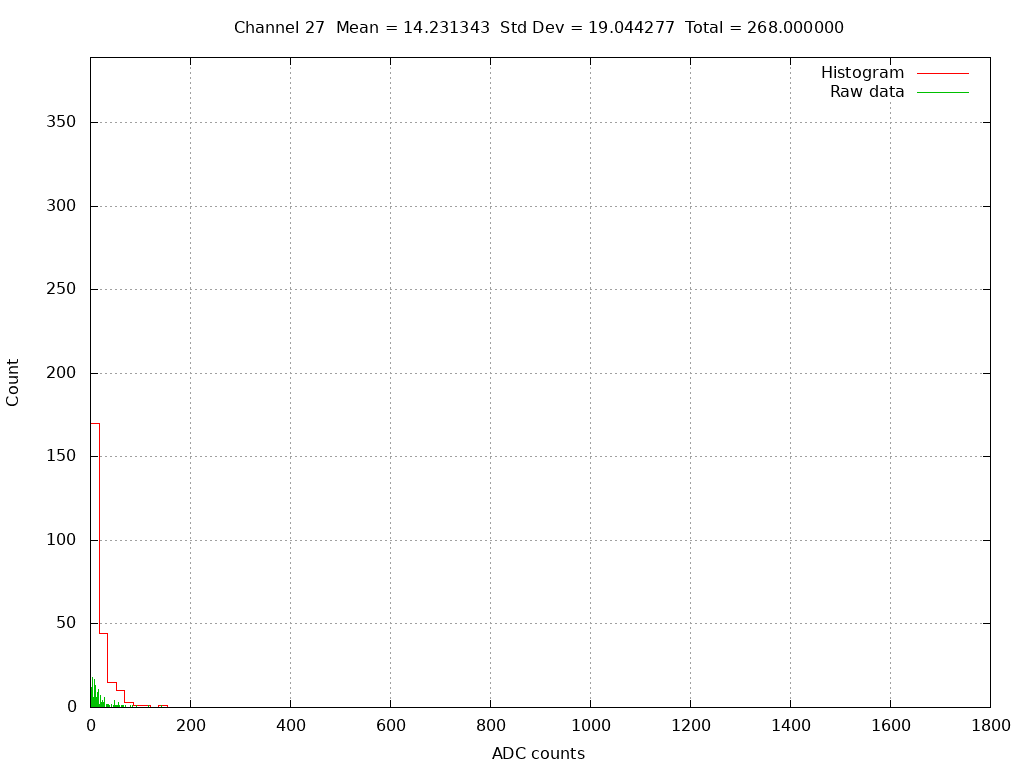 Channel 27  Mean = 14.231343  Std Dev = 19.044277  Total = 268.000000
Histogram
Raw data
350
300
250
200
150
100
50
0
Count
0 200 400 600 800 1000 1200 1400 1600 1800
ADC counts